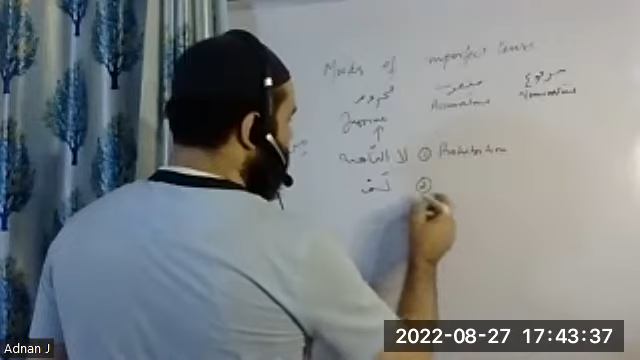 Moods of imperfect tense
مجزوم منصوب مرفوع
Jussive Accusative Nominative
لا الناهية ① Prohibition
②
Adnan J
2022-08-27 17:43:37